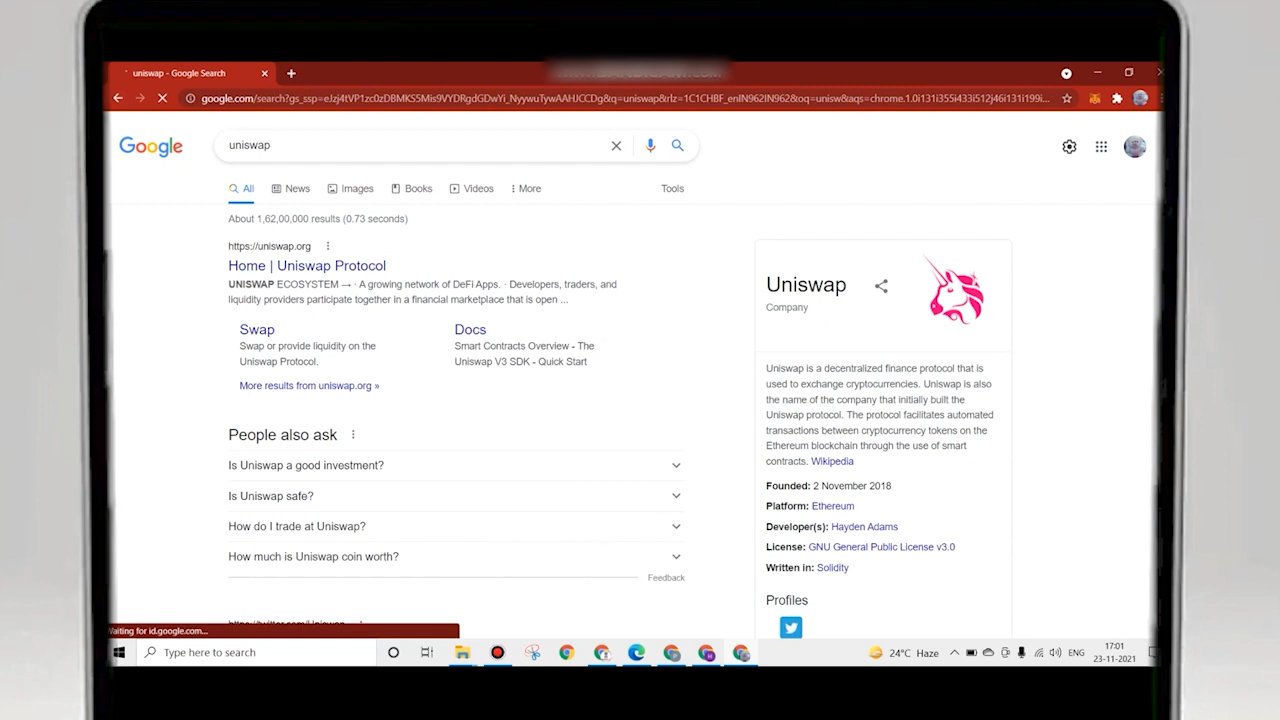 uniswap - Google Search
google.com/search?gs_ssp=eJzj4tVP1zc0zDBMKS5Mis9VYDRgdGDwYi_NyywuTywAAHJCCDg&q=uniswap&rlz=1C1CHBF_enIN962IN962&oq=unisw&aqs=chrome.1.0i131i355i433i512j46i131i199i...
Google
uniswap
All
News
Images
Books
Videos
More
Tools
About 1,62,00,000 results (0.73 seconds)
https://uniswap.org
Home | Uniswap Protocol
UNISWAP ECOSYSTEM → · A growing network of DeFi Apps. · Developers, traders, and
liquidity providers participate together in a financial marketplace that is open ...
Swap
Swap or provide liquidity on the
Uniswap Protocol.
Docs
Smart Contracts Overview - The
Uniswap V3 SDK - Quick Start
More results from uniswap.org »
People also ask
Is Uniswap a good investment?
Is Uniswap safe?
How do I trade at Uniswap?
How much is Uniswap coin worth?
Feedback
https://twitter.com/Uniswap
Uniswap
Company
Uniswap is a decentralized finance protocol that is
used to exchange cryptocurrencies. Uniswap is also
the name of the company that initially built the
Uniswap protocol. The protocol facilitates automated
transactions between cryptocurrency tokens on the
Ethereum blockchain through the use of smart
contracts. Wikipedia
Founded: 2 November 2018
Platform: Ethereum
Developer(s): Hayden Adams
License: GNU General Public License v3.0
Written in: Solidity
Profiles
Waiting for id.google.com...
Type here to search
24°C Haze
ENG
17:01
23-11-2021